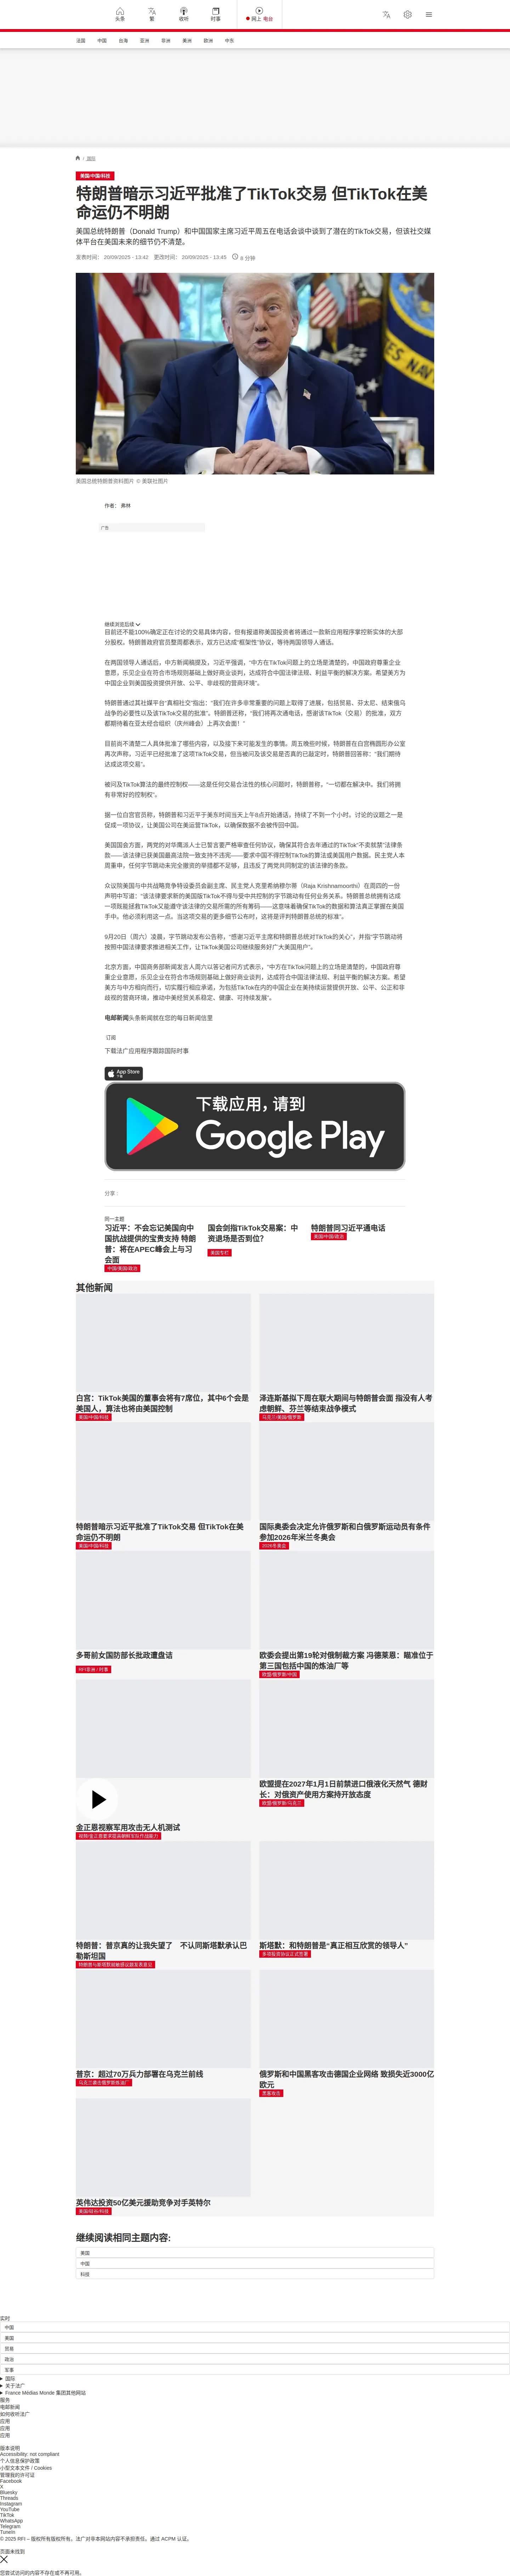 头条
繁
收听
时事
网上 电台
法国
中国
台海
亚洲
非洲
美洲
欧洲
中东
/ 国际
美国/中国/科技
特朗普暗示习近平批准了TikTok交易 但TikTok在美
命运仍不明朗
美国总统特朗普（Donald Trump）和中国国家主席习近平周五在电话会谈中谈到了潜在的TikTok交易，但该社交媒
体平台在美国未来的细节仍不清楚。
发表时间： 20/09/2025 - 13:42 更改时间： 20/09/2025 - 13:45 8 分钟
美国总统特朗普资料图片 © 美联社图片
作者： 弗林
广告
继续浏览后续
目前还不能100%确定正在讨论的交易具体内容，但有报道称美国投资者将通过一款新应用程序掌控新实体的大部
分股权。特朗普政府官员整周都表示，双方已达成“框架性”协议，等待两国领导人通话。
在两国领导人通话后，中方新闻稿提及，习近平强调，“中方在TikTok问题上的立场是清楚的，中国政府尊重企业
意愿，乐见企业在符合市场规则基础上做好商业谈判，达成符合中国法律法规、利益平衡的解决方案。希望美方为
中国企业到美国投资提供开放、公平、非歧视的营商环境”。
特朗普通过其社媒平台“真相社交”指出：“我们在许多非常重要的问题上取得了进展，包括贸易、芬太尼、结束俄乌
战争的必要性以及该TikTok交易的批准”。特朗普还称，“我们将再次通电话，感谢该TikTok（交易）的批准，双方
都期待着在亚太经合组织（庆州峰会）上再次会面！”
目前尚不清楚二人具体批准了哪些内容，以及接下来可能发生的事情。周五晚些时候，特朗普在白宫椭圆形办公室
再次声称，习近平已经批准了这项TikTok交易，但当被问及该交易是否真的已敲定时，特朗普回答称：“我们期待
达成这项交易”。
被问及TikTok算法的最终控制权——这是任何交易合法性的核心问题时，特朗普称，“一切都在解决中。我们将拥
有非常好的控制权”。
据一位白宫官员称，特朗普和习近平于美东时间当天上午8点开始通话，持续了不到一个小时。讨论的议题之一是
促成一项协议，让美国公司在美运营TikTok，以确保数据不会被传回中国。
美国国会方面，两党的对华鹰派人士已誓言要严格审查任何协议，确保其符合去年通过的TikTok“不卖就禁”法律条
款——该法律已获美国最高法院一致支持不违宪——要求中国不得控制TikTok的算法或美国用户数据。民主党人本
周重申，任何字节跳动未完全撤资的举措都不足够，且违反了两党共同制定的该法律的条款。
众议院美国与中共战略竞争特设委员会副主席、民主党人克里希纳穆尔蒂（Raja Krishnamoorthi）在周四的一份
声明中写道：“该法律要求新的美国版TikTok不得与受中共控制的字节跳动有任何业务关系。特朗普总统拥有达成
一项既能拯救TikTok又能遵守该法律的交易所需的所有筹码——这意味着确保TikTok的数据和算法真正掌握在美国
手中。他必须利用这一点。当这项交易的更多细节公布时，这将是评判特朗普总统的标准”。
9月20日（周六）凌晨，字节跳动发布公告称，“感谢习近平主席和特朗普总统对TikTok的关心”，并指“字节跳动将
按照中国法律要求推进相关工作，让TikTok美国公司继续服务好广大美国用户”。
北京方面，中国商务部新闻发言人周六以答记者问方式表示，“中方在TikTok问题上的立场是清楚的，中国政府尊
重企业意愿，乐见企业在符合市场规则基础上做好商业谈判，达成符合中国法律法规、利益平衡的解决方案。希望
美方与中方相向而行，切实履行相应承诺，为包括TikTok在内的中国企业在美持续运营提供开放、公平、公正和非
歧视的营商环境，推动中美经贸关系稳定、健康、可持续发展”。
电邮新闻头条新闻就在您的每日新闻信里
订阅
下载法广应用程序跟踪国际时事
App Store
下载
下载应用，请到
Google Play
分享 :
同一主题
习近平：不会忘记美国向中
国抗战提供的宝贵支持 特朗
普：将在APEC峰会上与习
会面
中国/美国/政治
国会剑指TikTok交易案：中
资退场是否到位？
美国专栏
特朗普同习近平通电话
美国/中国/政治
其他新闻
白宫：TikTok美国的董事会将有7席位，其中6个会是
美国人，算法也将由美国控制
美国/中国/科技
泽连斯基拟下周在联大期间与特朗普会面 指没有人考
虑朝鲜、芬兰等结束战争模式
乌克兰/美国/俄罗斯
特朗普暗示习近平批准了TikTok交易 但TikTok在美
命运仍不明朗
美国/中国/科技
国际奥委会决定允许俄罗斯和白俄罗斯运动员有条件
参加2026年米兰冬奥会
2026冬奥会
多哥前女国防部长批政遭盘诘
RFI非洲 / 时事
欧委会提出第19轮对俄制裁方案 冯德莱恩：瞄准位于
第三国包括中国的炼油厂等
欧盟/俄罗斯/中国
金正恩视察军用攻击无人机测试
视频/金正恩要求提高朝鲜军队作战能力
欧盟提在2027年1月1日前禁进口俄液化天然气 德财
长：对俄资产使用方案持开放态度
欧盟/俄罗斯/乌克兰
特朗普：普京真的让我失望了 不认同斯塔默承认巴
勒斯坦国
特朗普与斯塔默就敏感议题发表意见
斯塔默：和特朗普是“真正相互欣赏的领导人”
多项投资协议正式签署
普京：超过70万兵力部署在乌克兰前线
乌克兰袭击俄罗斯炼油厂
俄罗斯和中国黑客攻击德国企业网络 致损失近3000亿
欧元
黑客攻击
英伟达投资50亿美元援助竞争对手英特尔
美国/经谷/科技
继续阅读相同主题内容:
美国
中国
科技
实时
中国
美国
贸易
政治
军事
国际
关于法广
France Médias Monde 集团其他网站
服务
电邮新闻
如何收听法广
应用
应用
应用
版本说明
Accessibility: not compliant
个人信息保护政策
小型文本文件 / Cookies
管理我的许可证
Facebook
X
Bluesky
Threads
Instagram
YouTube
TikTok
WhatsApp
Telegram
TuneIn
© 2025 RFI – 版权所有版权所有。法广对非本网站内容不承担责任。通过 ACPM 认证。
页面未找到
您尝试访问的内容不存在或不再可用。